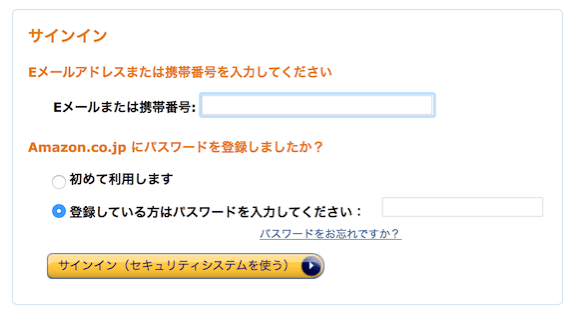 サインイン
Eメールアドレスまたは携帯番号を入力してください
Eメールまたは携帯番号:
Amazon.co.jp にパスワードを登録しましたか？
初めて利用します
登録している方はパスワードを入力してください：
パスワードをお忘れですか？
サインイン（セキュリティシステムを使う）